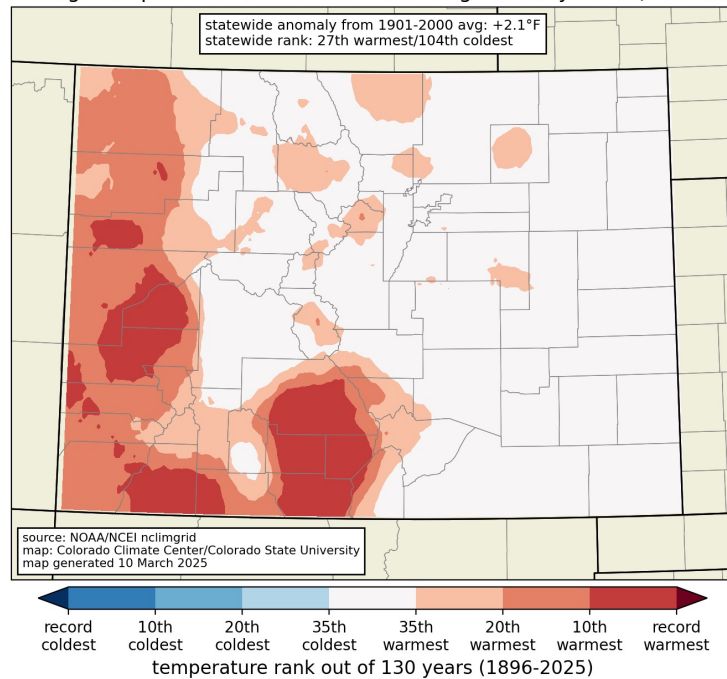 statewide anomaly from 1901-2000 avg: +2.1°F
statewide rank: 27th warmest/104th coldest
source: NOAA/NCEI nclimgrid
map: Colorado Climate Center/Colorado State University
map generated 10 March 2025
record 10th 20th 35th 35th 20th 10th record
coldest coldest coldest coldest warmest warmest warmest warmest
temperature rank out of 130 years (1896-2025)